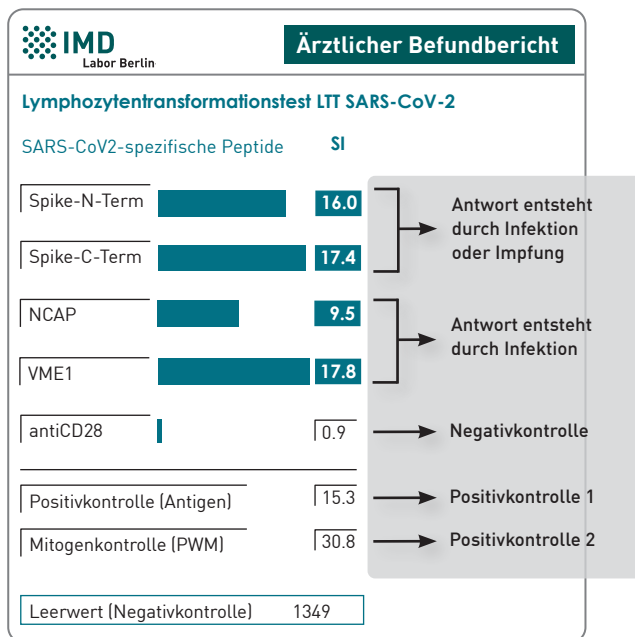 IMD
Labor Berlin
Ärztlicher Befundbericht
Lymphozytentransformationstest LTT SARS-CoV-2
SARS-CoV2-spezifische Peptide SI
Spike-N-Term 16.0
Spike-C-Term 17.4
Antwort entsteht
durch Infektion
oder Impfung
NCAP 9.5
VME1 17.8
Antwort entsteht
durch Infektion
antiCD28 0.9 Negativkontrolle
Positivkontrolle (Antigen) 15.3 Positivkontrolle 1
Mitogenkontrolle (PWM) 30.8 Positivkontrolle 2
Leerwert (Negativkontrolle) 1349